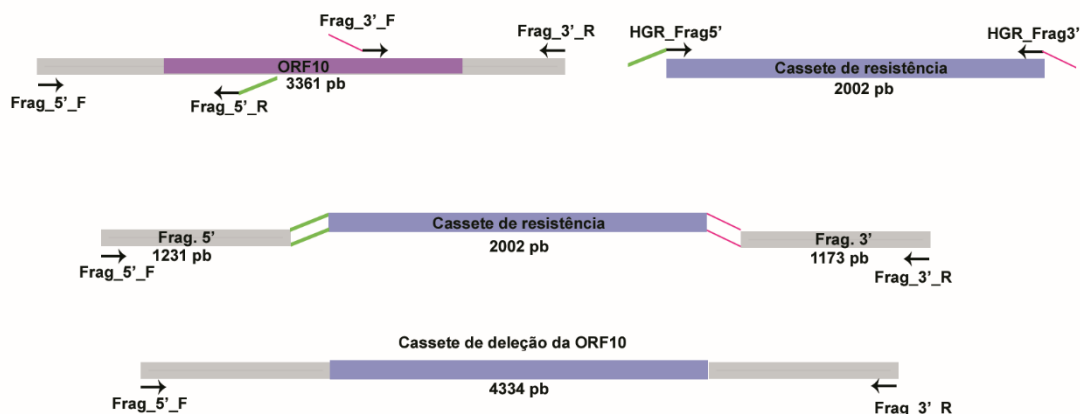 Frag_3’_F
Frag_3’_R
HGR_Frag5’
HGR_Frag3’
ORF10
3361 pb
Cassete de resistência
2002 pb
Frag_5’_F
Frag_5’_R
Cassete de resistência
2002 pb
Frag. 5’
1231 pb
Frag. 3’
1173 pb
Frag_5’_F
Frag_3’_R
Cassete de deleção da ORF10
4334 pb
Frag_5’_F
Frag_3’_R